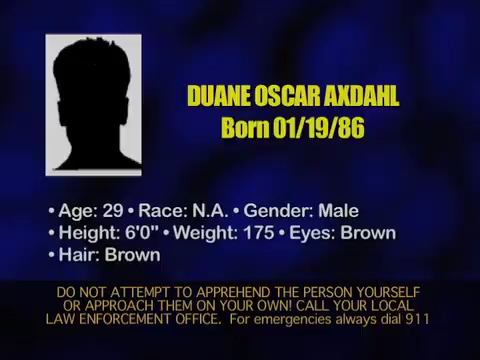 DUANE OSCAR AXDAHL
Born 01/19/86
• Age: 29 • Race: N.A. • Gender: Male
• Height: 6'0" • Weight: 175 • Eyes: Brown
• Hair: Brown
DO NOT ATTEMPT TO APPREHEND THE PERSON YOURSELF
OR APPROACH THEM ON YOUR OWN! CALL YOUR LOCAL
LAW ENFORCEMENT OFFICE. For emergencies always dial 911